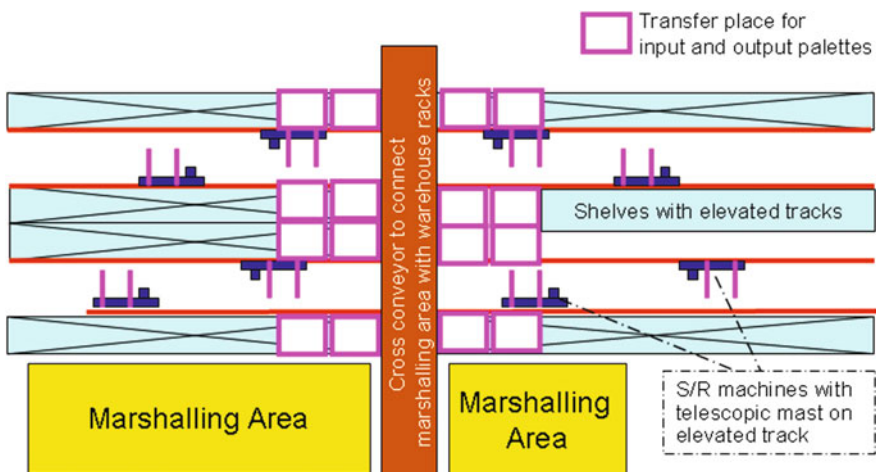 Transfer place for
input and output palettes
Cross conveyor to connect
marshalling area with warehouse racks
Shelves with elevated tracks
S/R machines with
telescopic mast on
elevated track
Marshalling Area
Marshalling
Area